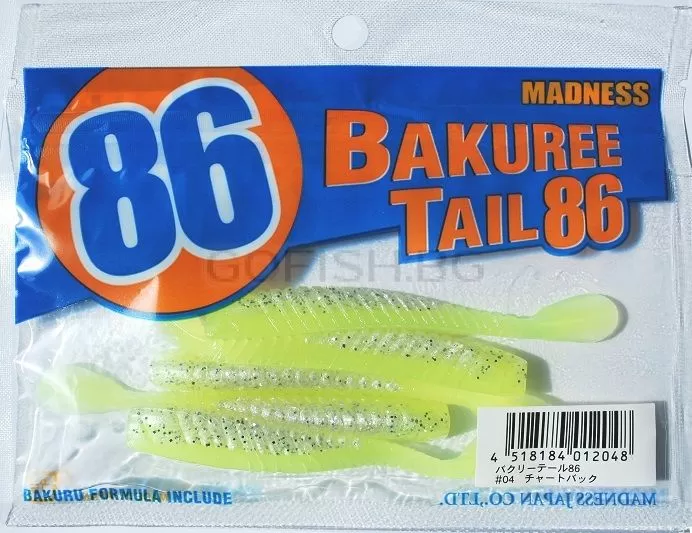 86
MADNESS
BAKUREE
TAIL 86
GOFISH.BG
4 518184 012048
バクリーテール86
#04 チャートバック
BAKURU FORMULA INCLUDE
MADNESS JAPAN CO., LTD.